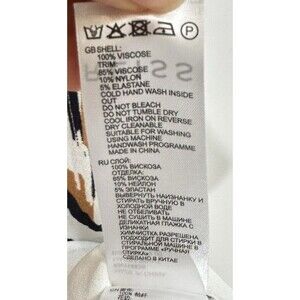 GB SHELL:
100% VISCOSE
TRIM:
85% VISCOSE
10% NYLON
5% ELASTANE
COLD HAND WASH INSIDE
OUT
DO NOT BLEACH
DO NOT TUMBLE DRY
COOL IRON ON REVERSE
DRY CLEANABLE
SUITABLE FOR WASHING
USING MACHINE
HANDWASH PROGRAMME
MADE IN CHINA
RU СЛОЙ:
100% ВИСКОЗА
ОТДЕЛКА:
85% ВИСКОЗА
10% НЕЙЛОН
5% ЭЛАСТАН
ВЫВЕРНУТЬ НАИЗНАНКУ И
СТИРАТЬ ВРУЧНУЮ В
ХОЛОДНОЙ ВОДЕ
НЕ ОТБЕЛИВАТЬ
НЕ СУШИТЬ В МАШИНЕ
ДЕЛИКАТНАЯ ГЛАЖКА С
ИЗНАНКИ
ХИМЧИСТКА РАЗРЕШЕНА
ПОДХОДИТ ДЛЯ СТИРКИ В
СТИРАЛЬНОЙ МАШИНЕ В
ПРОГРАММЕ "РУЧНАЯ
СТИРКА"
СДЕЛАНО В КИТАЕ